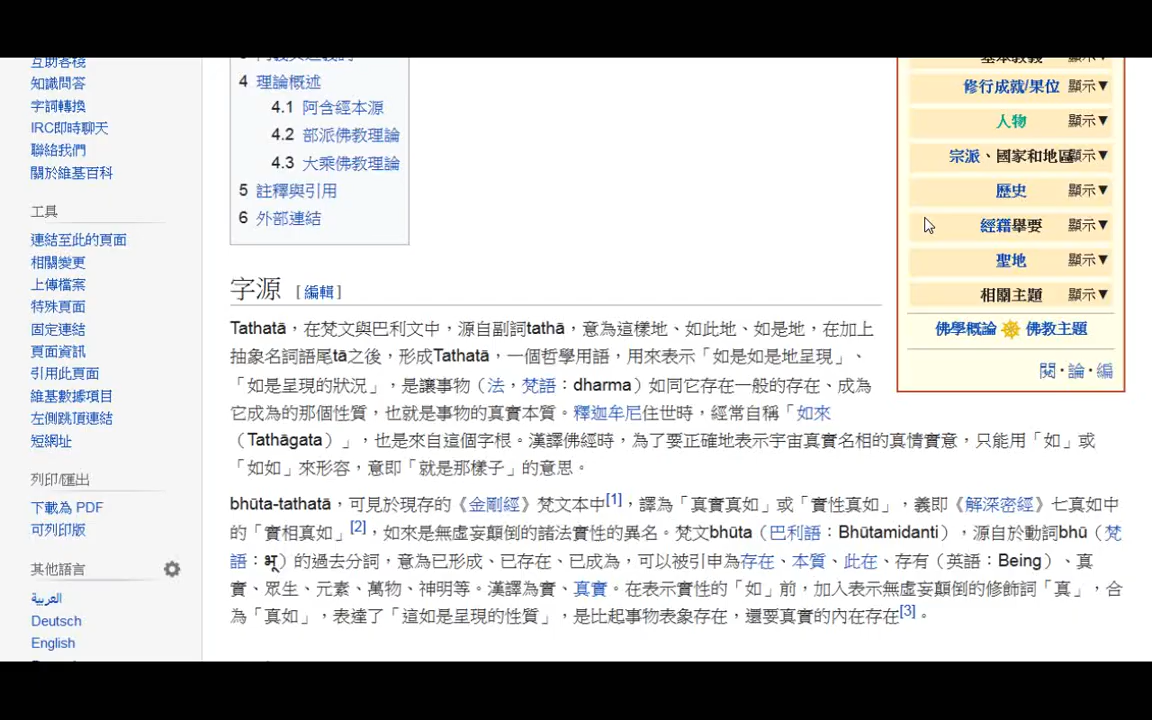 互助客棧
知識問答
字詞轉換
IRC即時聊天
聯絡我們
關於維基百科
工具
連結至此的頁面
相關變更
上傳檔案
特殊頁面
固定連結
頁面資訊
引用此頁面
維基數據項目
左側跳頂連結
短網址
列印/匯出
下載為 PDF
可列印版
其他語言
العربية
Deutsch
English
4 理論概述
4.1 阿含經本源
4.2 部派佛教理論
4.3 大乘佛教理論
5 註釋與引用
6 外部連結
基本教義 顯示▼
修行成就/果位 顯示▼
人物 顯示▼
宗派、國家和地區 顯示▼
歷史 顯示▼
經籍舉要 顯示▼
聖地 顯示▼
相關主題 顯示▼
佛學概論 佛教主題
閱·論·編
字源 [編輯]
Tathatā，在梵文與巴利文中，源自副詞tathā，意為這樣地、如此地、如是地，在加上
抽象名詞語尾tā之後，形成Tathatā，一個哲學用語，用來表示「如是如是地呈現」、
「如是呈現的狀況」，是讓事物（法，梵語：dharma）如同它存在一般的存在、成為
它成為的那個性質，也就是事物的真實本質。釋迦牟尼住世時，經常自稱「如來
（Tathāgata）」，也是來自這個字根。漢譯佛經時，為了要正確地表示宇宙真實名相的真情實意，只能用「如」或
「如如」來形容，意即「就是那樣子」的意思。
bhūta-tathatā，可見於現存的《金剛經》梵文本中[1]，譯為「真實真如」或「實性真如」，義即《解深密經》七真如中
的「實相真如」[2]，如來是無虛妄顛倒的諸法實性的異名。梵文bhūta（巴利語：Bhūtamidanti），源自於動詞bhū（梵
語：भू）的過去分詞，意為已形成、已存在、已成為，可以被引申為存在、本質、此在、存有（英語：Being）、真
實、眾生、元素、萬物、神明等。漢譯為實、真實。在表示實性的「如」前，加入表示無虛妄顛倒的修飾詞「真」，合
為「真如」，表達了「這如是呈現的性質」，是比起事物表象存在，還要真實的內在存在[3]。